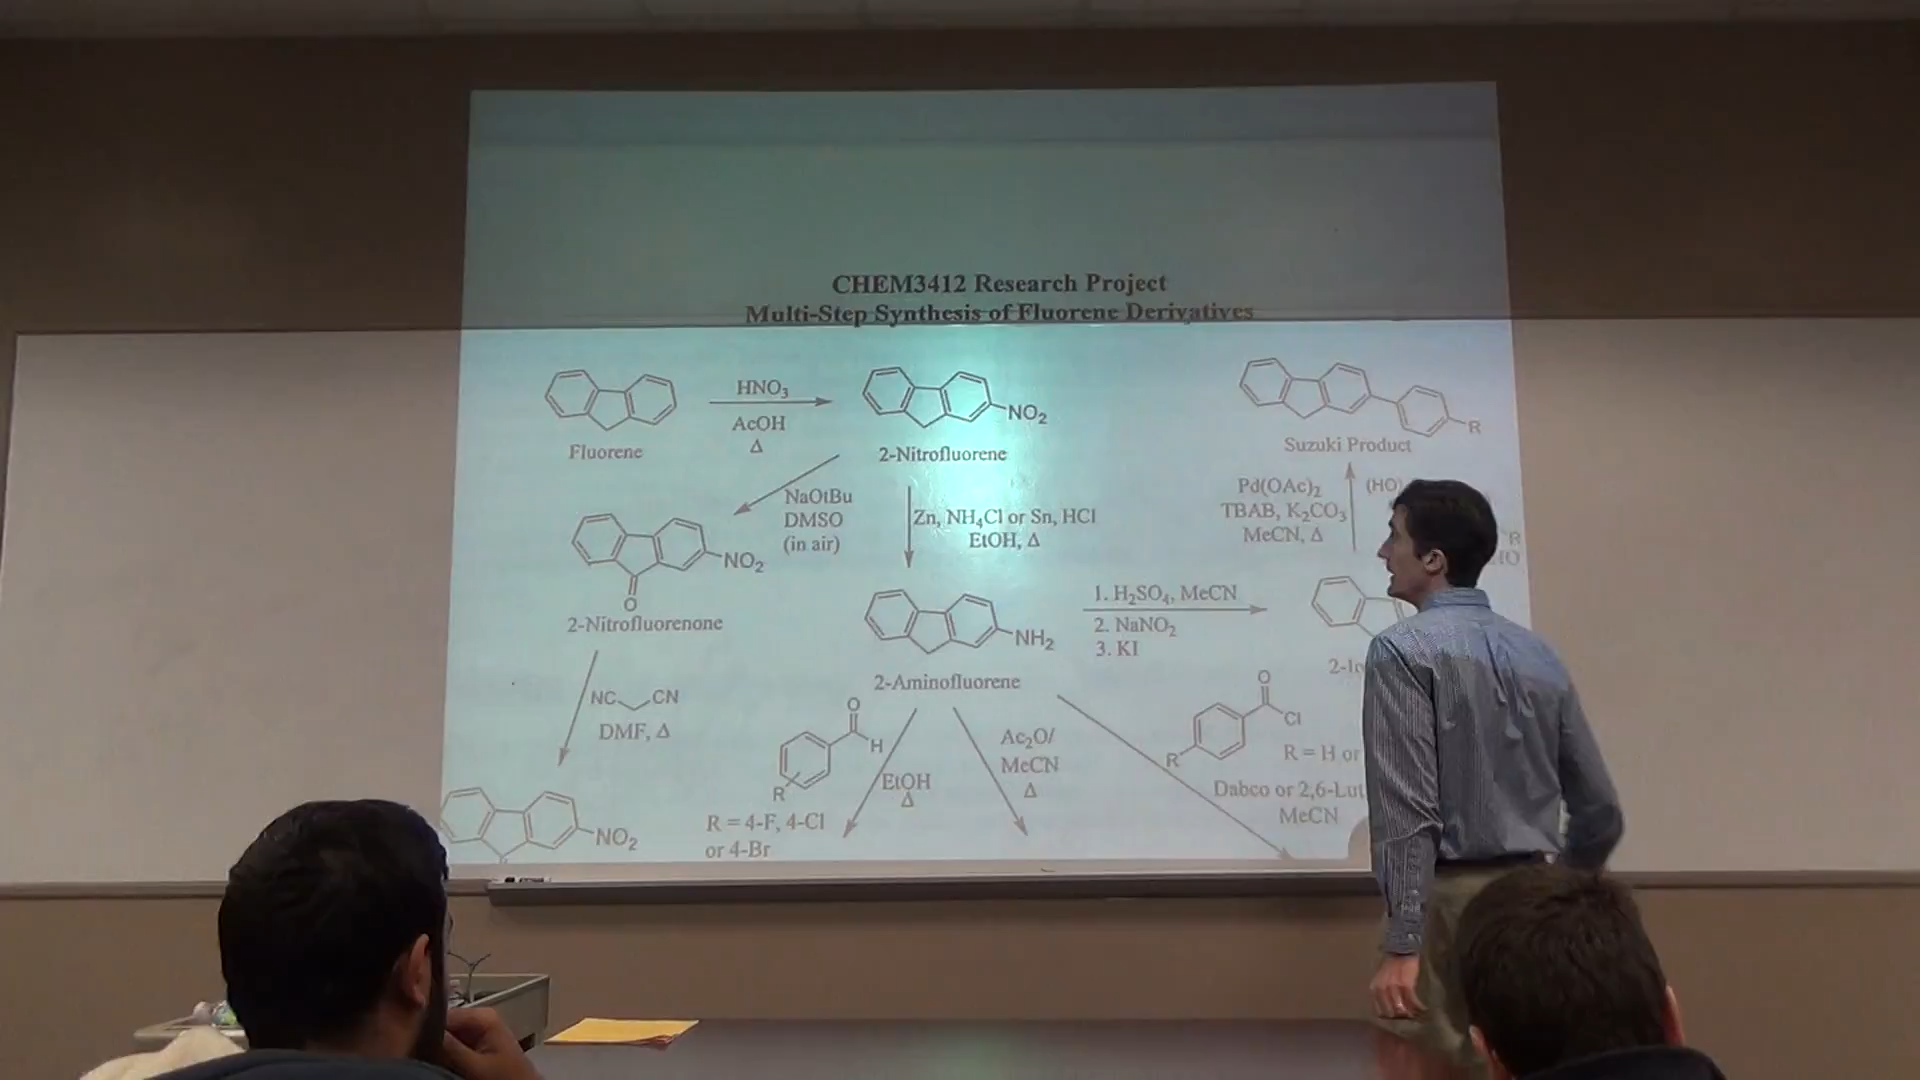 CHEM3412 Research Project
Multi-Step Synthesis of Fluorene Derivatives
Fluorene
HNO3
AcOH
Δ
NO2
2-Nitrofluorene
NaOtBu
DMSO
(in air)
Zn, NH4Cl or Sn, HCl
EtOH, Δ
R
Suzuki Product
Pd(OAc)2
TBAB, K2CO3
MeCN, Δ
(HO)
NO2
O
2-Nitrofluorenone
NH2
2-Aminofluorene
1. H2SO4, MeCN
2. NaNO2
3. KI
NC CN
DMF, Δ
NO2
O
H
R
R = 4-F, 4-Cl
or 4-Br
EtOH
Δ
Ac2O/
MeCN
Δ
O
Cl
R
R = H or
Dabco or 2,6-Lut
MeCN